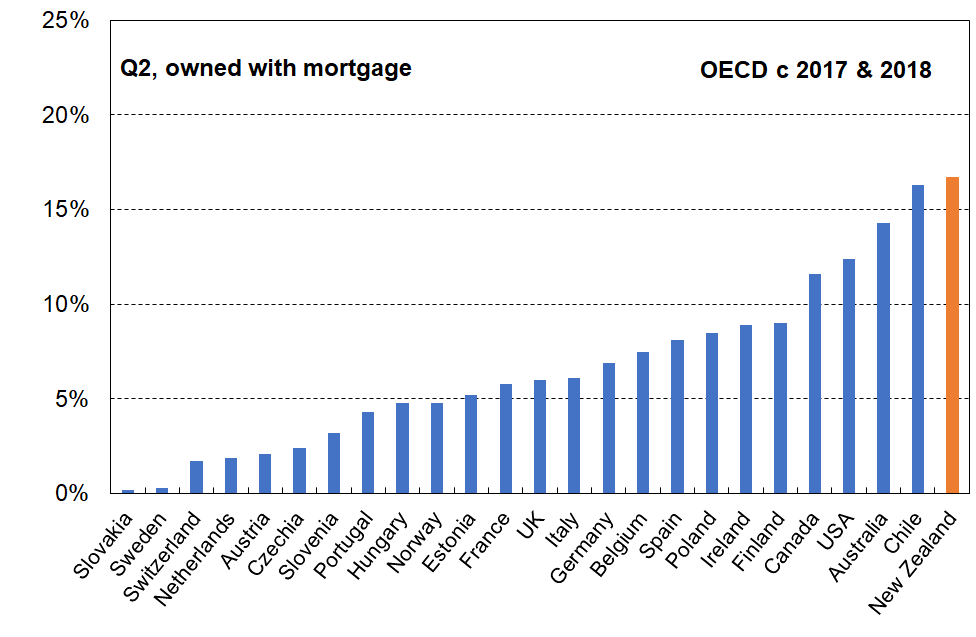 25%
Q2, owned with mortgage
OECD c 2017 & 2018
20%
15%
10%
5%
0%
Slovakia
Sweden
Switzerland
Netherlands
Austria
Czechia
Slovenia
Portugal
Hungary
Norway
Estonia
France
UK
Italy
Germany
Belgium
Spain
Poland
Ireland
Finland
Canada
USA
Australia
Chile
New Zealand